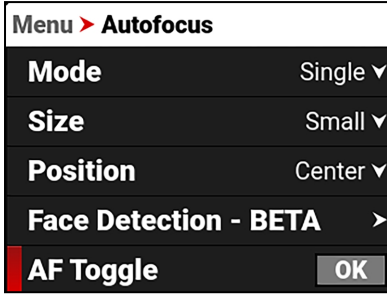 Menu > Autofocus
Mode Single
Size Small
Position Center
Face Detection - BETA >
AF Toggle OK